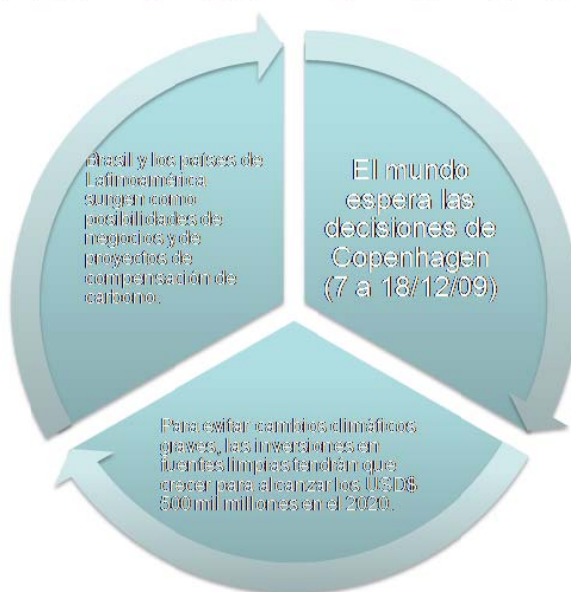 El mundo
espera las
decisiones de
Copenhagen
(7 a 18/12/09)
Para evitar cambios climáticos
graves, las inversiones en
fuentes limpias tendrán que
crecer para alcanzar los USD$
500 mil millones en el 2020.
Brasil y los países de
Latinoamérica
surgen como
posibilidades de
negocios y de
proyectos de
compensación de
carbono.